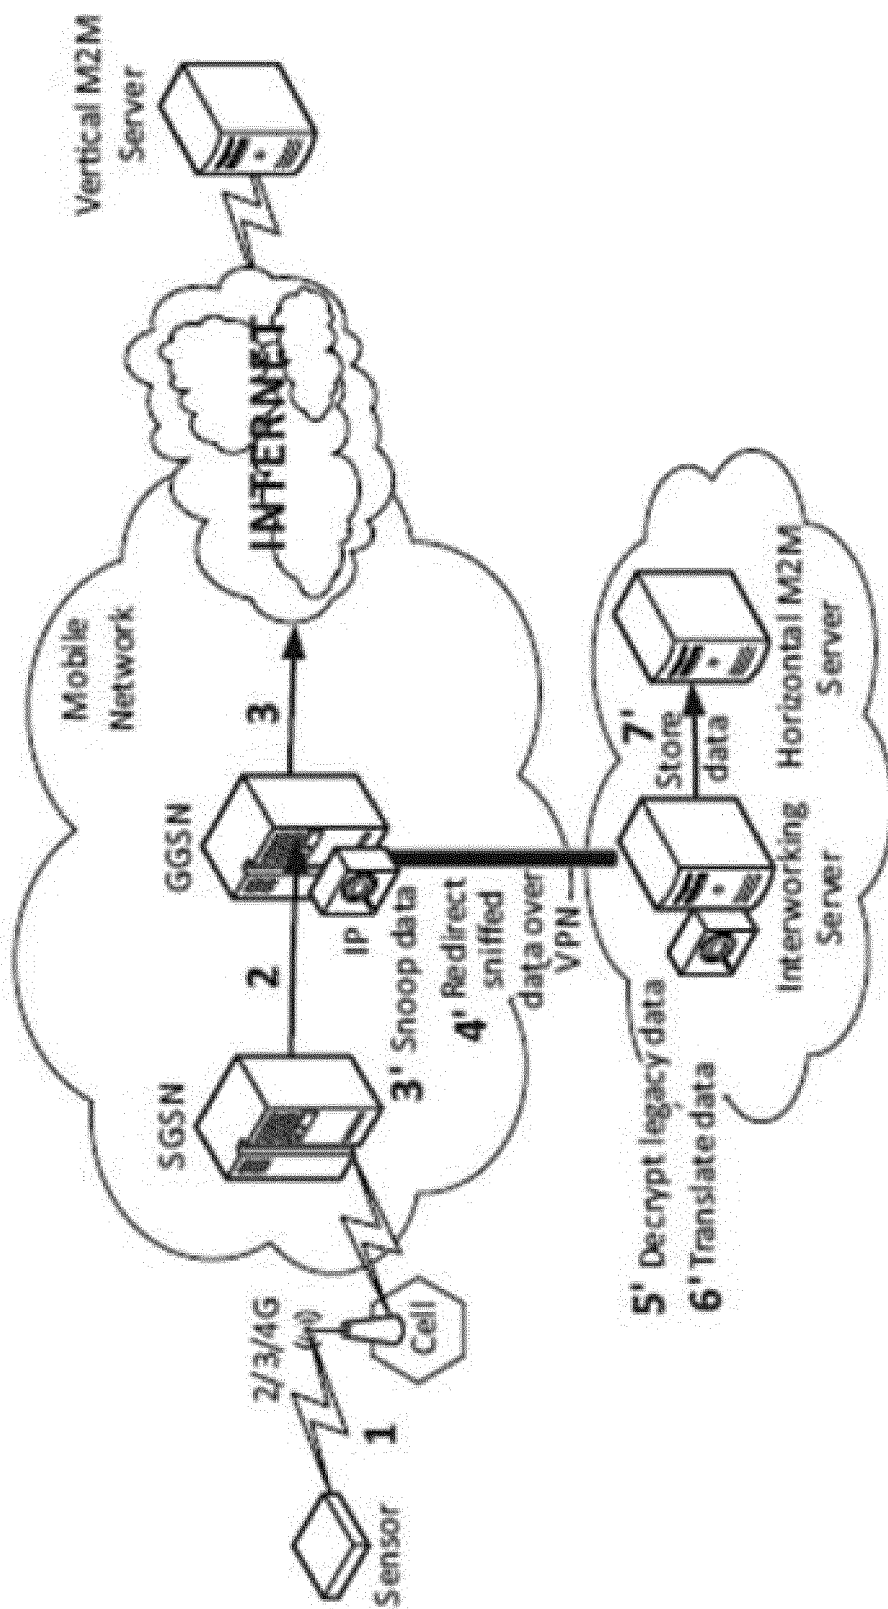 Vertical M2M
Server
INTERNET
Mobile
Network
3
GGSN
2
IP
SGSN
3' Snoop data
4' Redirect
sniffed
data over
VPN
2/3/4G
Cell
1
Sensor
7'
Store
data
Horizontal M2M
Server
Interworking
Server
5' Decrypt legacy data
6' Translate data